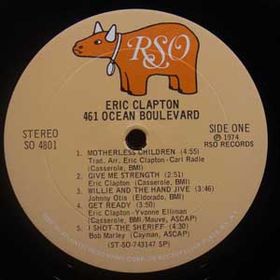 RSO
ERIC CLAPTON
461 OCEAN BOULEVARD
STEREO
SO 4801
SIDE ONE
℗ 1974
RSO RECORDS
1. MOTHERLESS CHILDREN (4:55)
Trad. Arr. Eric Clapton-Carl Radle
(Casserole, BMI)
2. GIVE ME STRENGTH (2:51)
Eric Clapton (Casserole, BMI)
3. WILLIE AND THE HAND JIVE (3:46)
Johnny Otis (Eldorado, BMI)
4. GET READY (3:50)
Eric Clapton-Yvonne Elliman
(Casserole, BMI-Mauve, ASCAP)
5. I SHOT THE SHERIFF (4:30)
Bob Marley (Cayman, ASCAP)
(ST-SO-743147 SP)